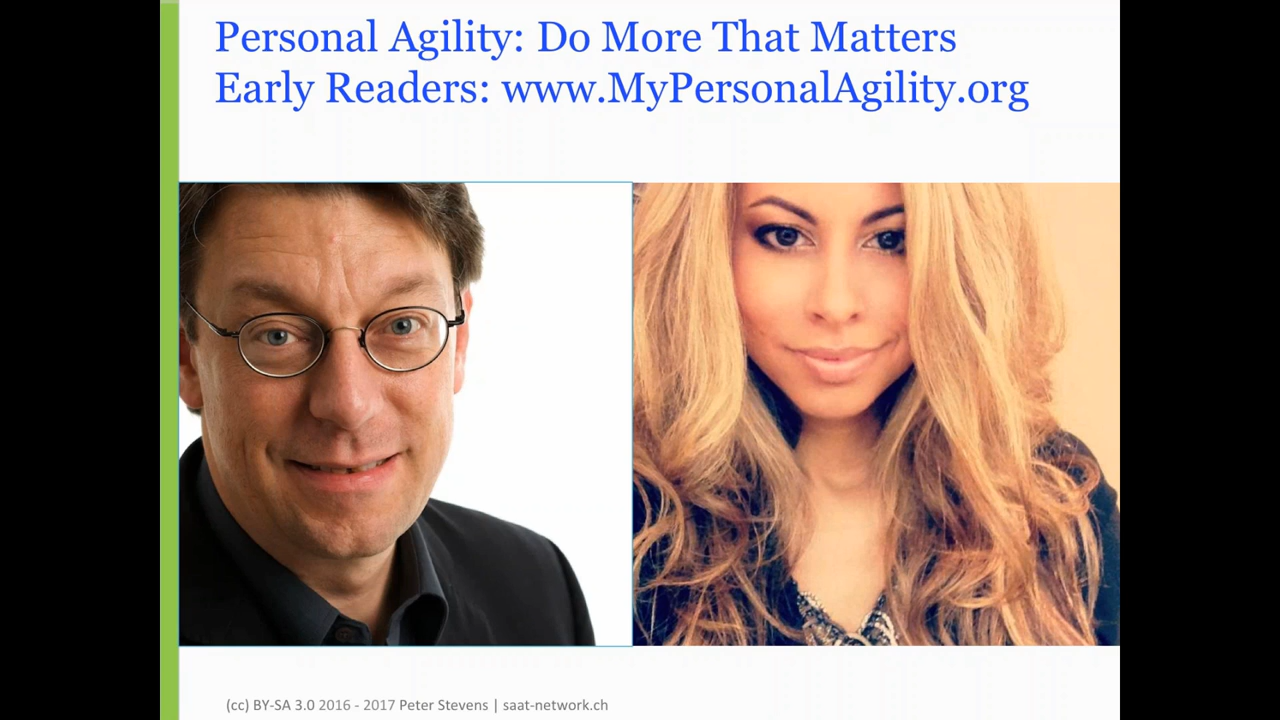 Personal Agility: Do More That Matters
Early Readers: www.MyPersonalAgility.org
(cc) BY-SA 3.0 2016 - 2017 Peter Stevens | saat-network.ch